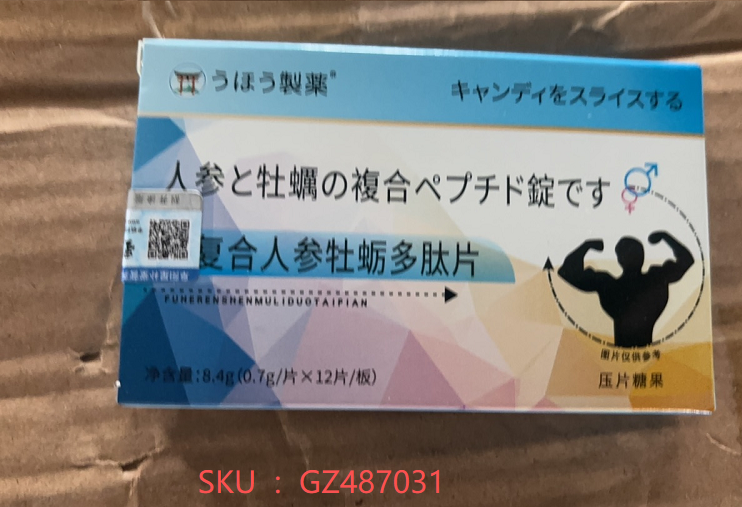 うほう製薬®
キャンディをスライスする
人参と牡蠣の複合ペプチド錠です
复合人参牡蛎多肽片
FUHERENSHENMULIDUOTAIPIAN
图片仅供参考
净含量:8.4g(0.7g/片×12片/板)
压片糖果
SKU : GZ487031